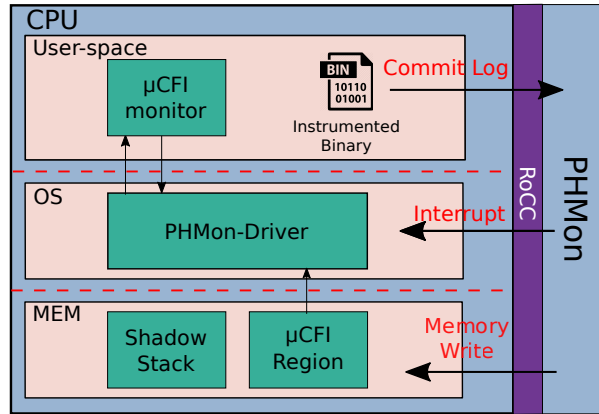 CPU
User-space
µCFI
monitor
BIN
10110
01001
Instrumented
Binary
Commit Log
OS
PHMon-Driver
Interrupt
MEM
Shadow
Stack
µCFI
Region
Memory
Write
RoCC
PHMon